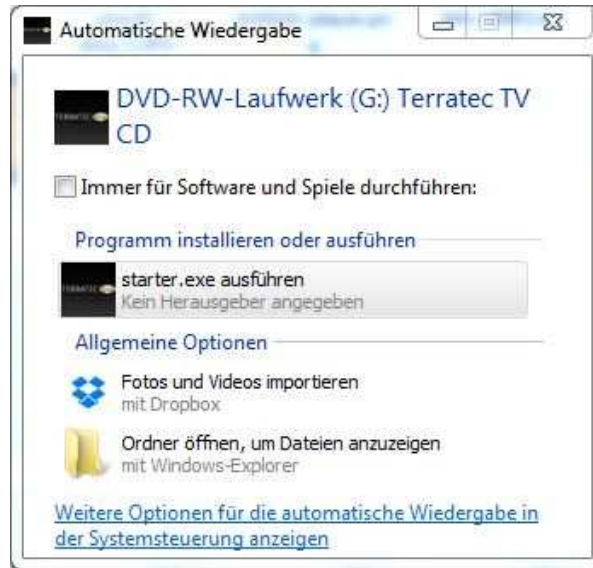 Automatische Wiedergabe
DVD-RW-Laufwerk (G:) Terratec TV
CD
Immer für Software und Spiele durchführen:
Programm installieren oder ausführen
starter.exe ausführen
Kein Herausgeber angegeben
Allgemeine Optionen
Fotos und Videos importieren
mit Dropbox
Ordner öffnen, um Dateien anzuzeigen
mit Windows-Explorer
Weitere Optionen für die automatische Wiedergabe in
der Systemsteuerung anzeigen